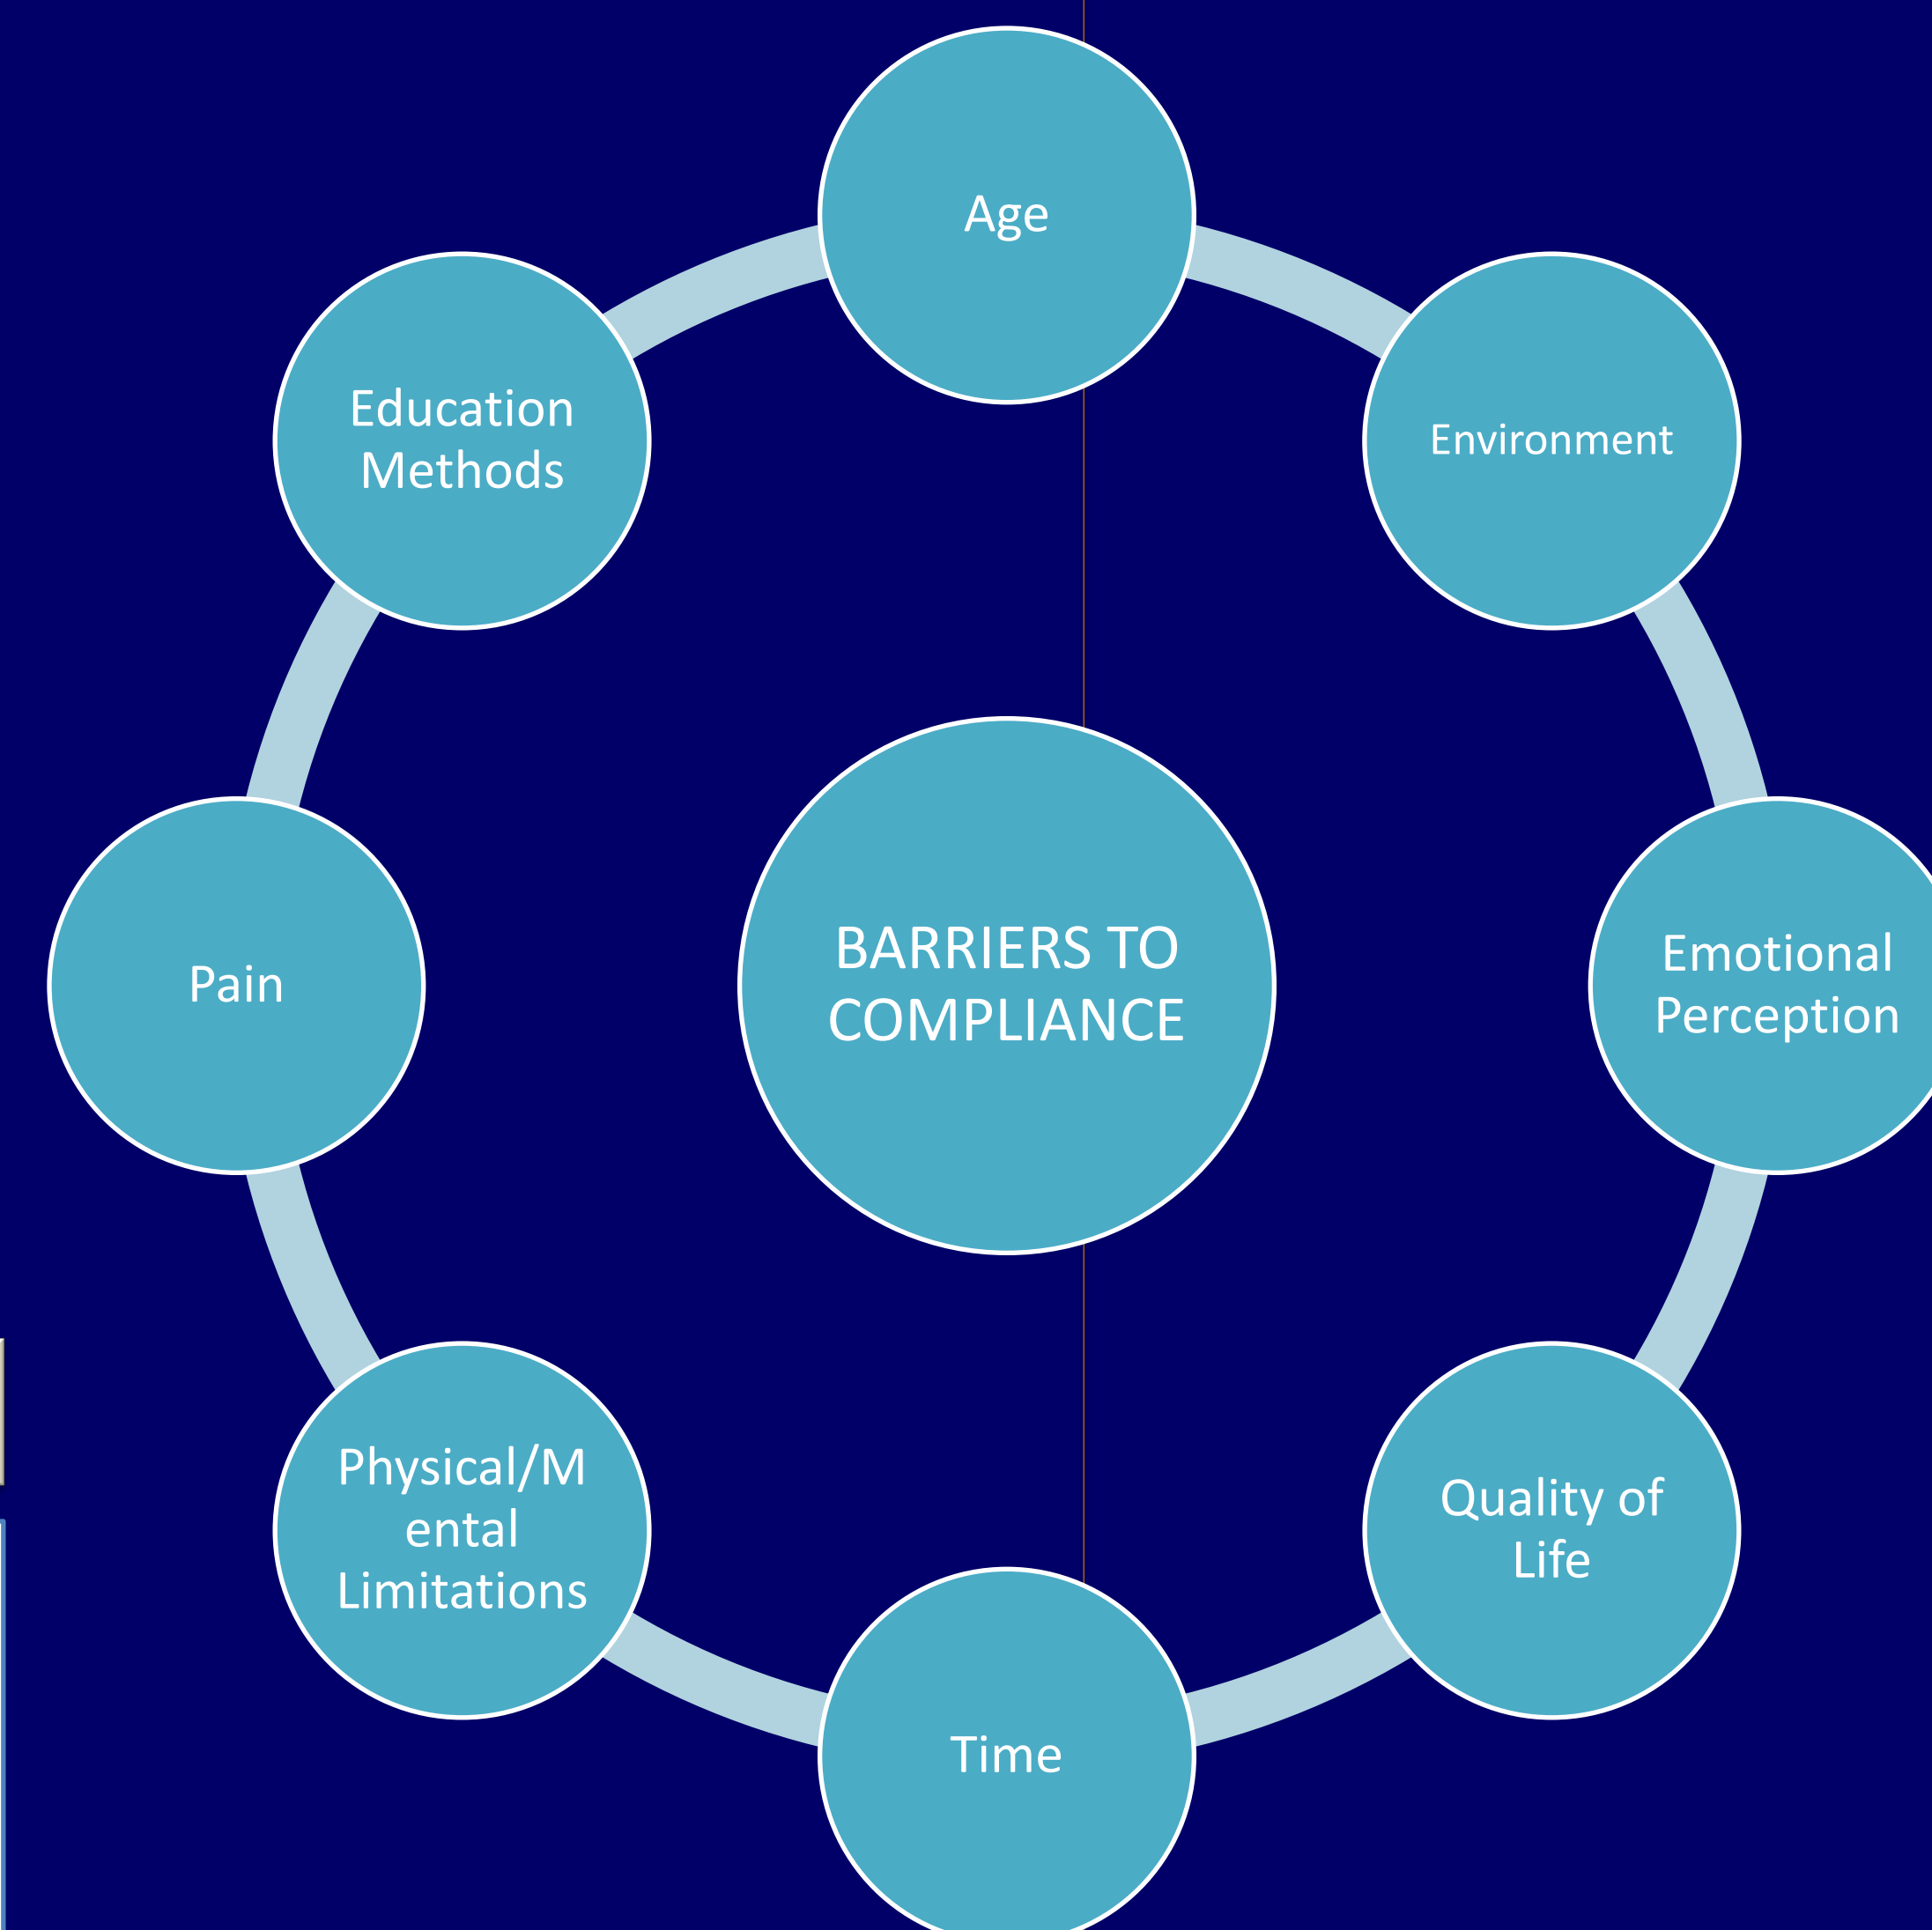 Age
Environment
Emotional
Perception
Quality of
Life
Time
Physical/M
ental
Limitations
Pain
Education
Methods
BARRIERS TO
COMPLIANCE